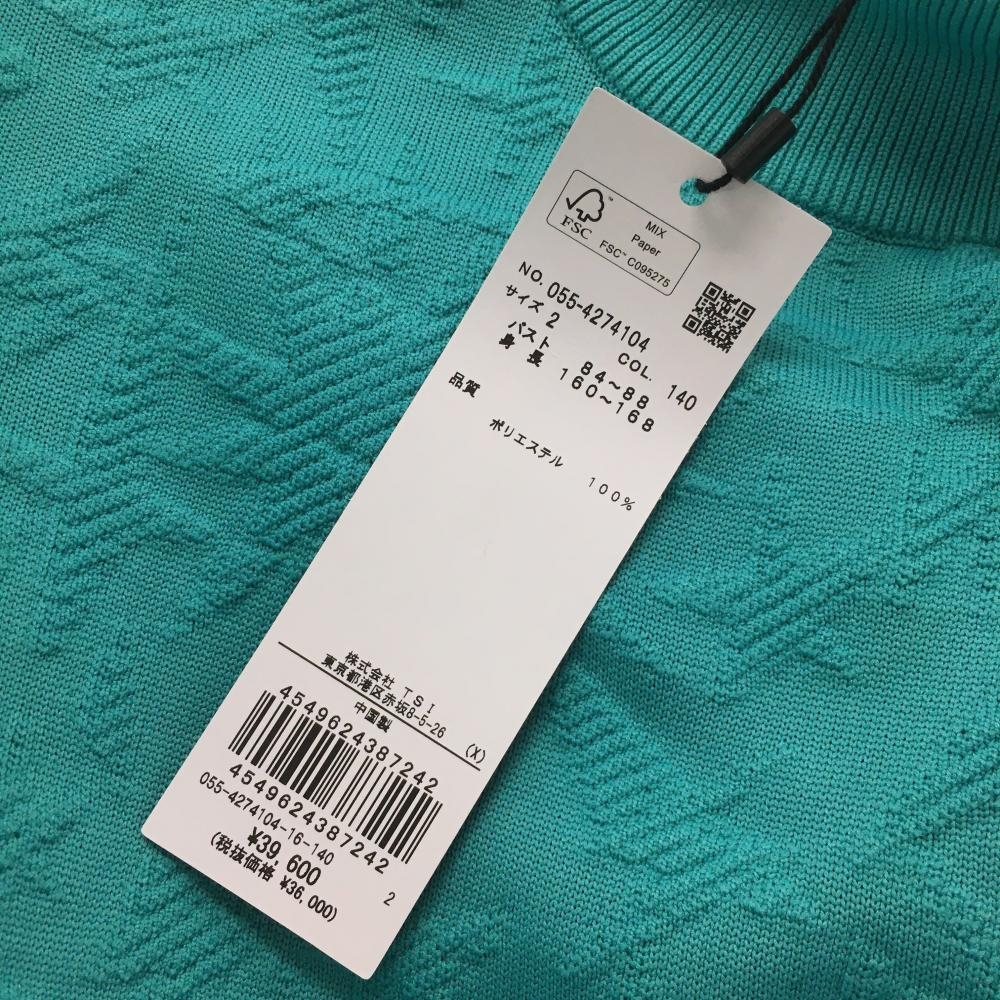 FSC™
MIX
Paper
FSC™ C095275
NO. 055-4274104
サイズ 2 COL. 140
バスト 84～88
身長 160～168
品質
ポリエステル 100%
株式会社 TSI
東京都港区赤坂8-5-26
中国製 (X)
4549624387242
4549624387242
055-4274104-16-140
¥39,600
(税抜価格 ¥36,000)
2